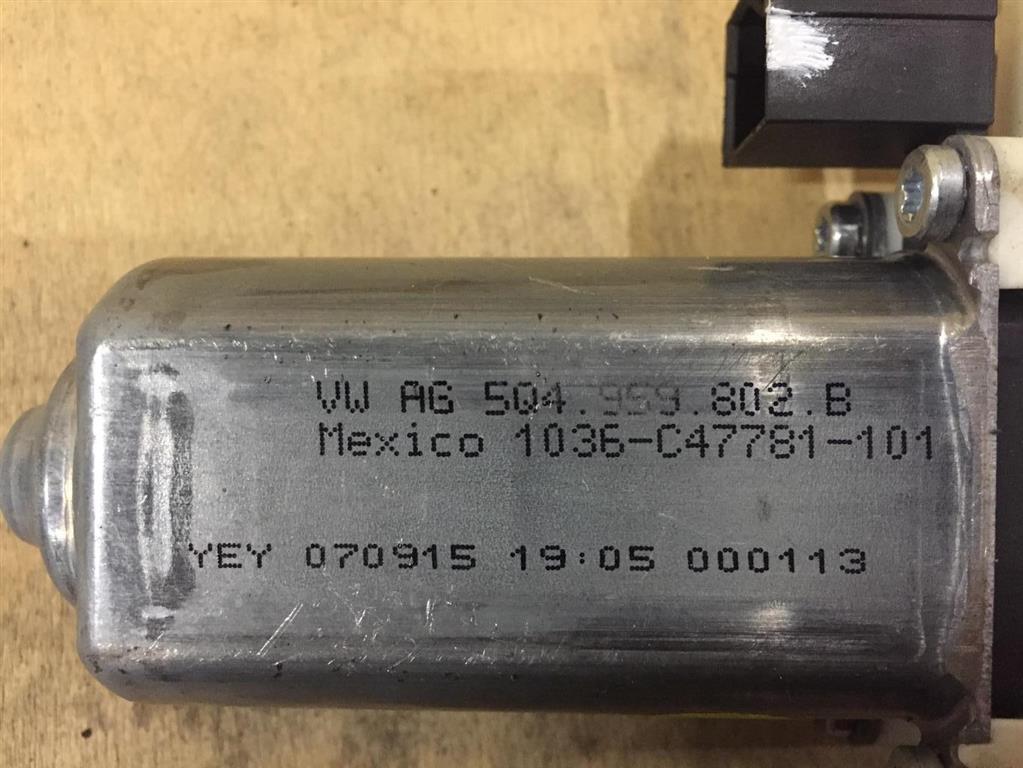 VW AG 5Q4.959.802.B
Mexico 1036-C47781-101
YEY 070915 19:05 000113